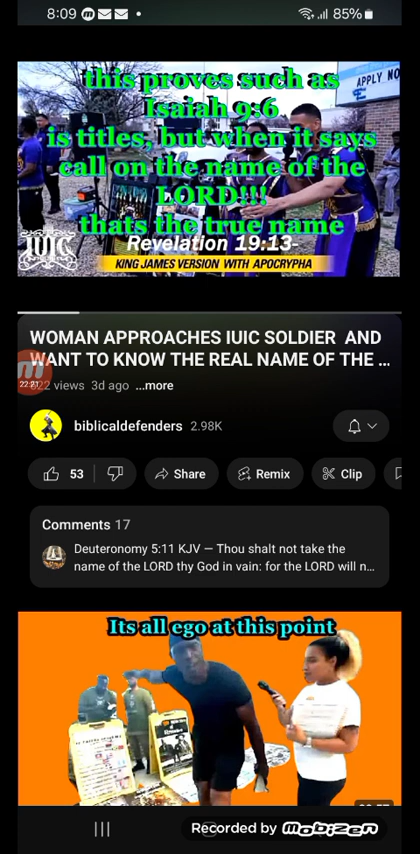 8:09
85%
APPLY NO
this proves such as
Isaiah 9:6
is titles, but when it says
call on the name of the
LORD!!!
thats the true name
IUIC
Revelation 19:13-
KING JAMES VERSION WITH APOCRYPHA
WOMAN APPROACHES IUIC SOLDIER AND
WANT TO KNOW THE REAL NAME OF THE ...
22:21
22 views 3d ago ...more
biblicaldefenders 2.98K
53 Share Remix Clip
Comments 17
Deuteronomy 5:11 KJV — Thou shalt not take the
name of the LORD thy God in vain: for the LORD will n...
Its all ego at this point
Recorded by mobizen